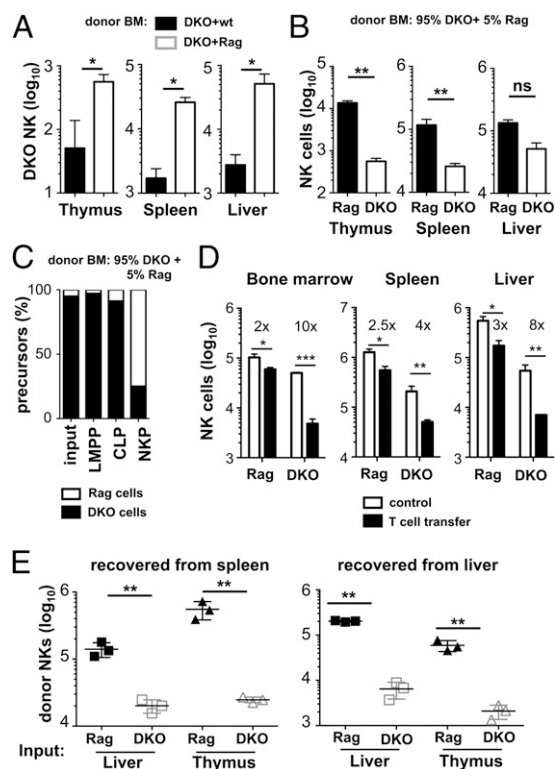 A
donor BM:
DKO+wt
DKO+Rag
DKO NK (log10)
3
2
1
0
*
Thymus
5
4
3
*
Spleen
5
4
3
*
Liver
B
donor BM: 95% DKO+ 5% Rag
NK cells (log10)
5
4
3
2
**
Rag DKO
Thymus
6
5
4
**
Rag DKO
Spleen
6
5
4
ns
Rag DKO
Liver
C
donor BM: 95% DKO +
5% Rag
precursors (%)
100
50
0
input
LMPP
CLP
NKP
Rag cells
DKO cells
D
Bone marrow
Spleen
Liver
NK cells (log10)
6
5
4
3
2x
10x
*
***
Rag DKO
7
6
5
4
2.5x
4x
*
**
Rag DKO
6
5
4
3
*
3x
8x
**
Rag DKO
control
T cell transfer
E
recovered from spleen
donor NKs (log10)
6
5
4
**
**
Rag DKO Rag DKO
Input:
Liver
Thymus
recovered from liver
6
5
4
3
**
**
Rag DKO Rag DKO
Liver
Thymus